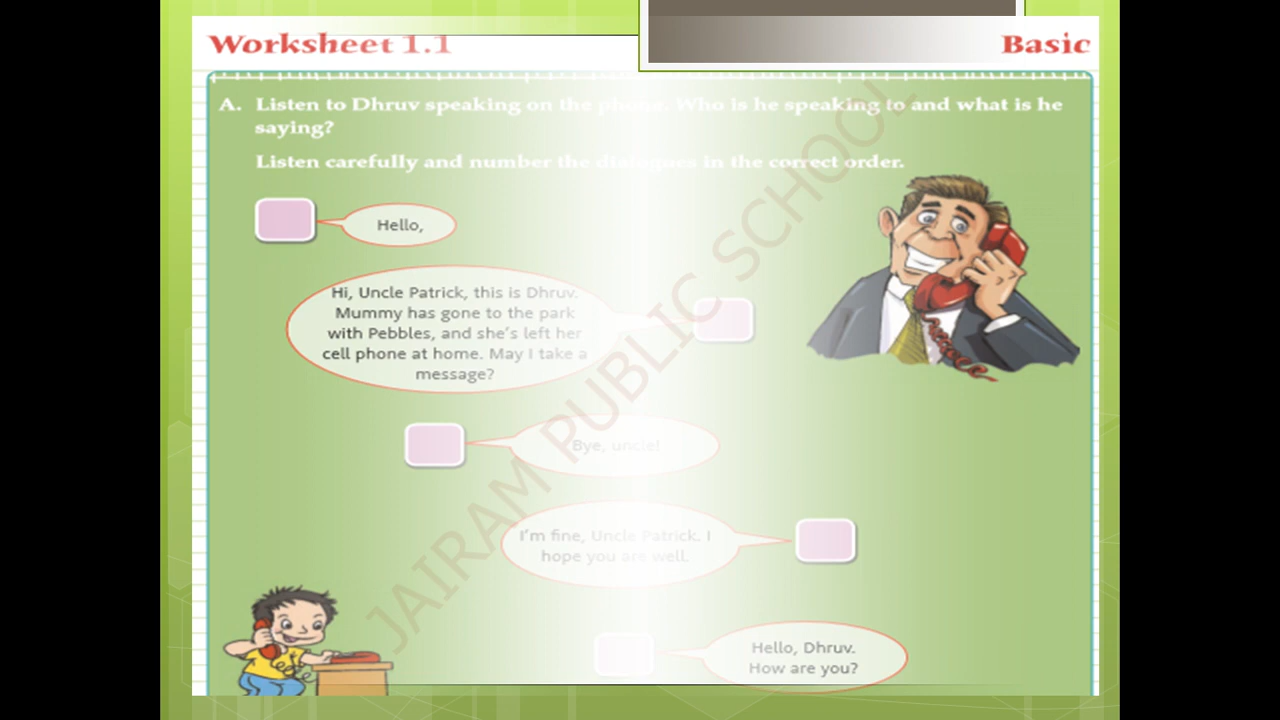 Worksheet 1.1
Basic
A. Listen to Dhruv speaking on the phone. Who is he speaking to and what is he
saying?
Listen carefully and number the dialogues in the correct order.
Hello,
Hi, Uncle Patrick, this is Dhruv.
Mummy has gone to the park
with Pebbles, and she's left her
cell phone at home. May I take a
message?
Bye, uncle!
I'm fine, Uncle Patrick. I
hope you are well.
Hello, Dhruv.
How are you?
JAIRAM PUBLIC SCHOOL